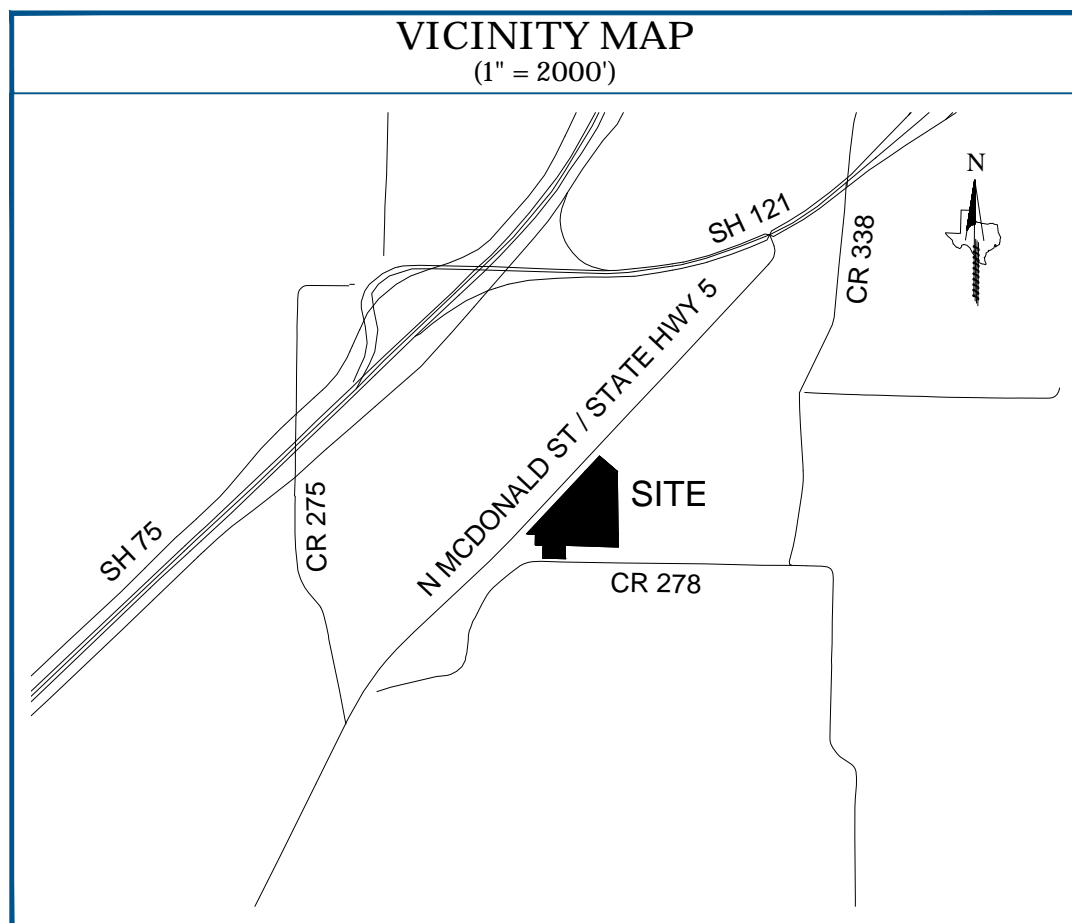 VICINITY MAP
(1" = 2000')
N
SH 121
CR 338
N MCDONALD ST / STATE HWY 5
SITE
CR 275
SH 75
CR 278